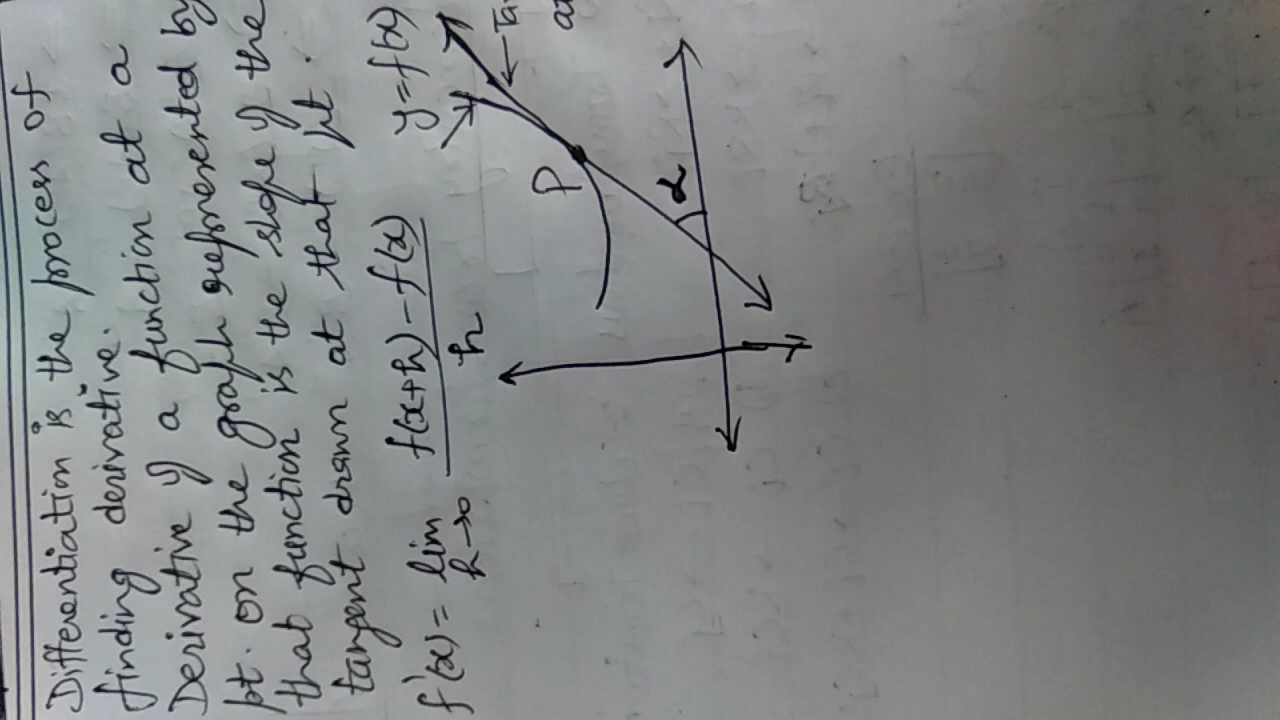 Differentiation is the process of
finding derivative.
Derivative of a function at a
pt. on the graph represented by
that function is the slope of the
tangent drawn at that pt.
f'(x) = lim h→0 f(x+h) - f(x) / h
y = f(x)
P
α